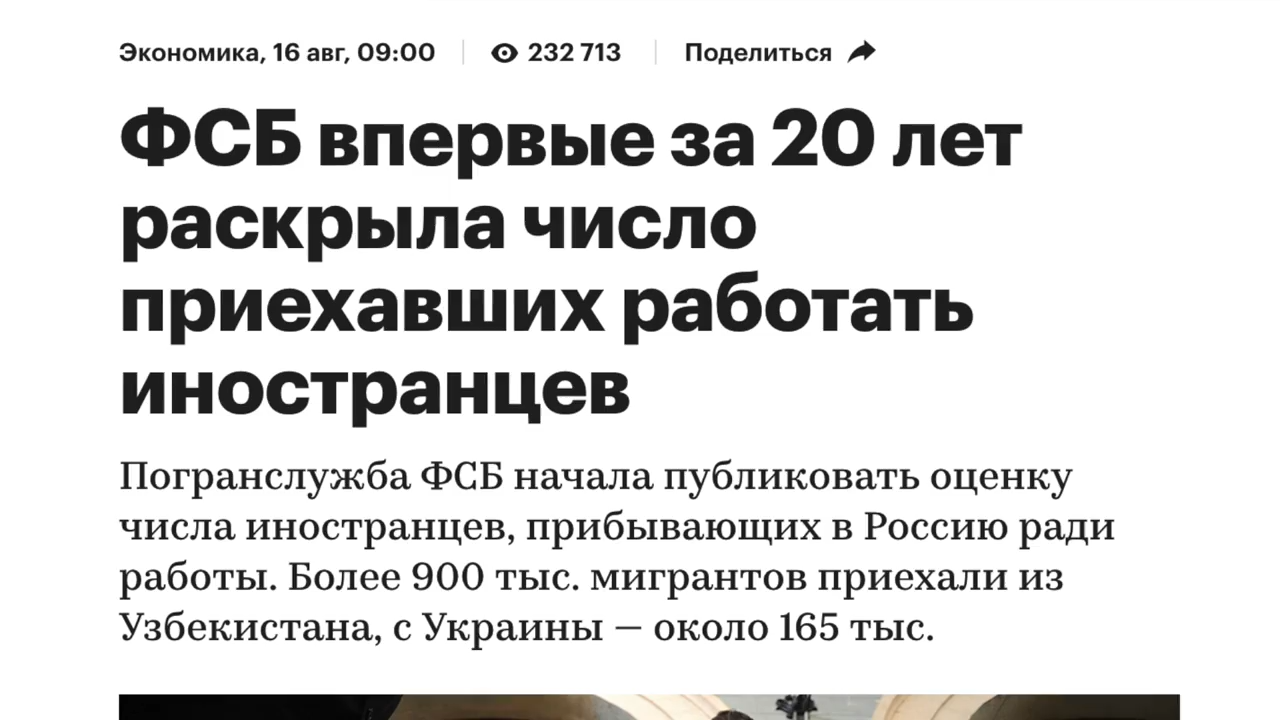 Экономика, 16 авг, 09:00 232 713 Поделиться
ФСБ впервые за 20 лет
раскрыла число
приехавших работать
иностранцев
Погранслужба ФСБ начала публиковать оценку
числа иностранцев, прибывающих в Россию ради
работы. Более 900 тыс. мигрантов приехали из
Узбекистана, с Украины — около 165 тыс.